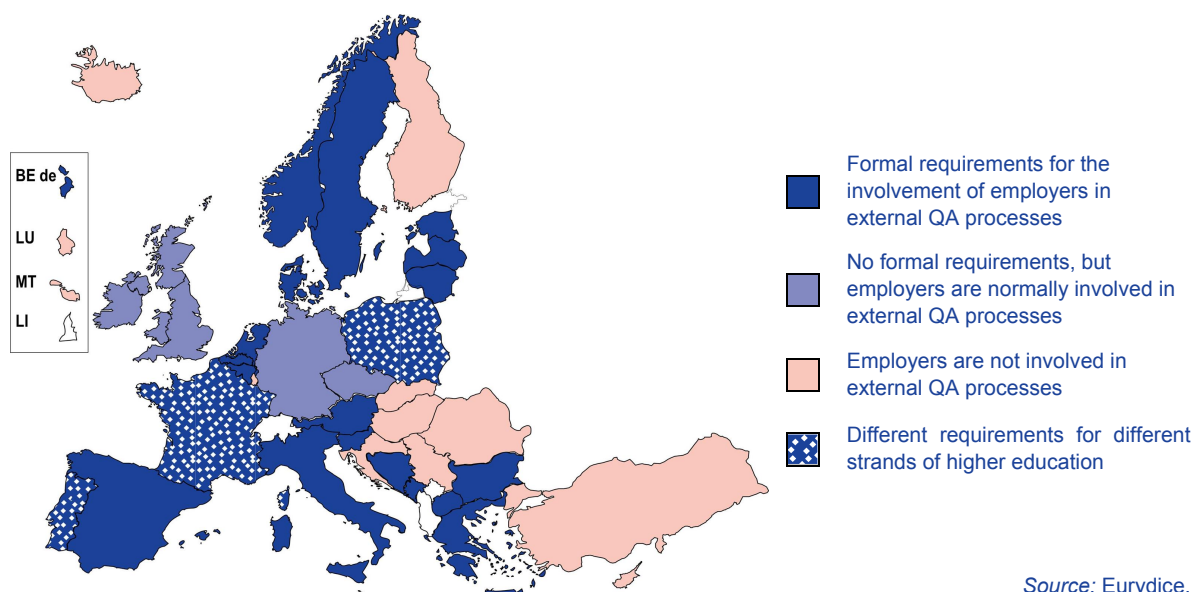 BE de
LU
MT
LI
Formal requirements for the
involvement of employers in
external QA processes
No formal requirements, but
employers are normally involved in
external QA processes
Employers are not involved in
external QA processes
Different requirements for different
strands of higher education
Source: Eurydice.